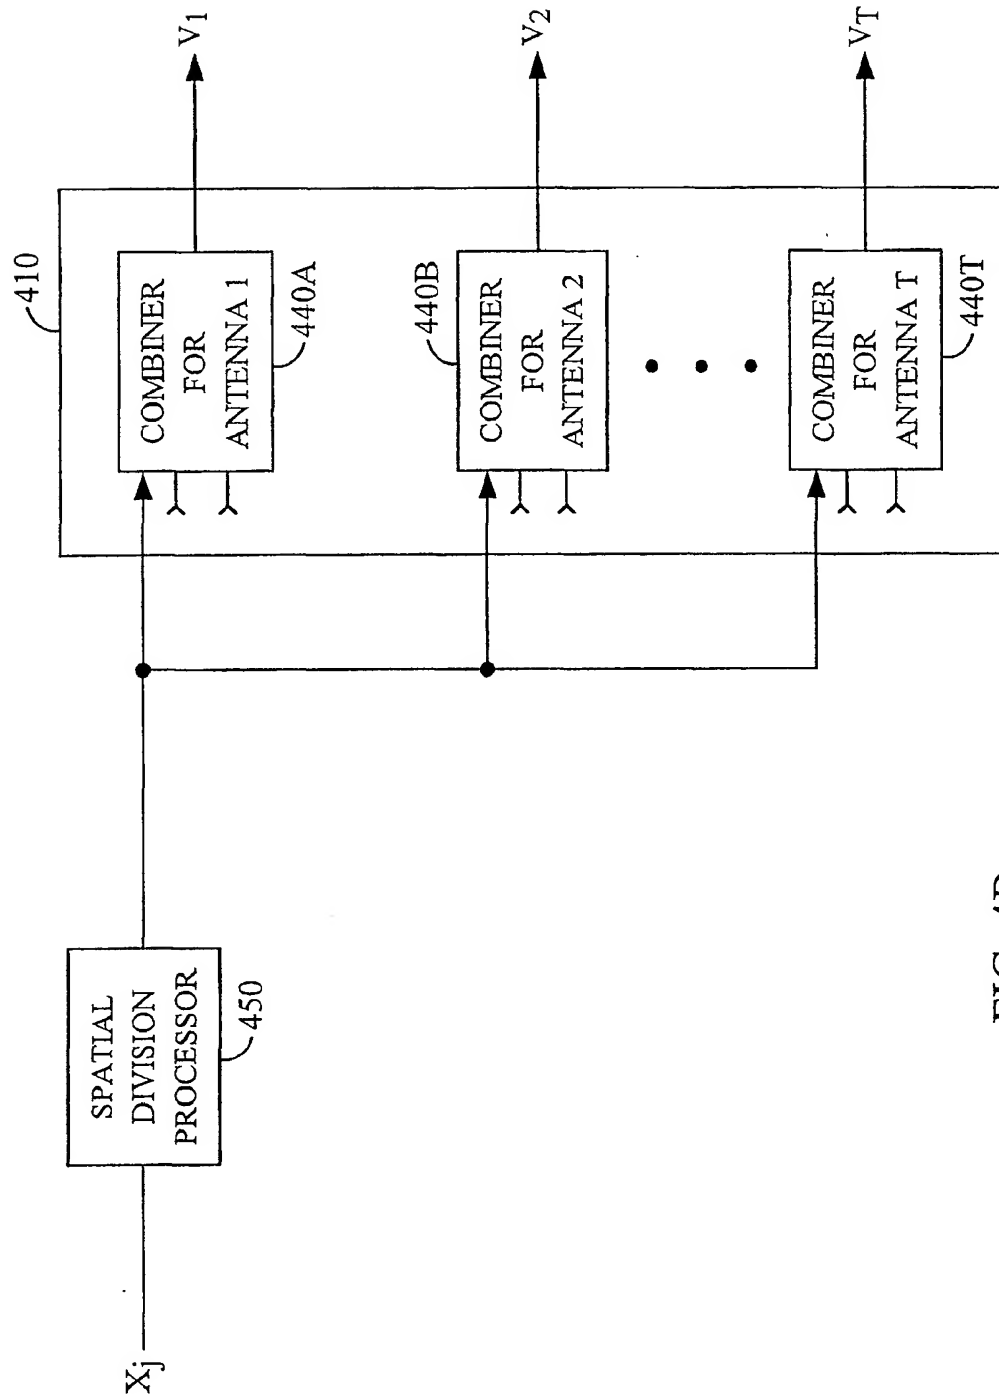 X_j
SPATIAL
DIVISION
PROCESSOR
450
410
COMBINER
FOR
ANTENNA 1
440A
V_1
440B
COMBINER
FOR
ANTENNA 2
V_2
COMBINER
FOR
ANTENNA T
440T
V_T
FIG.